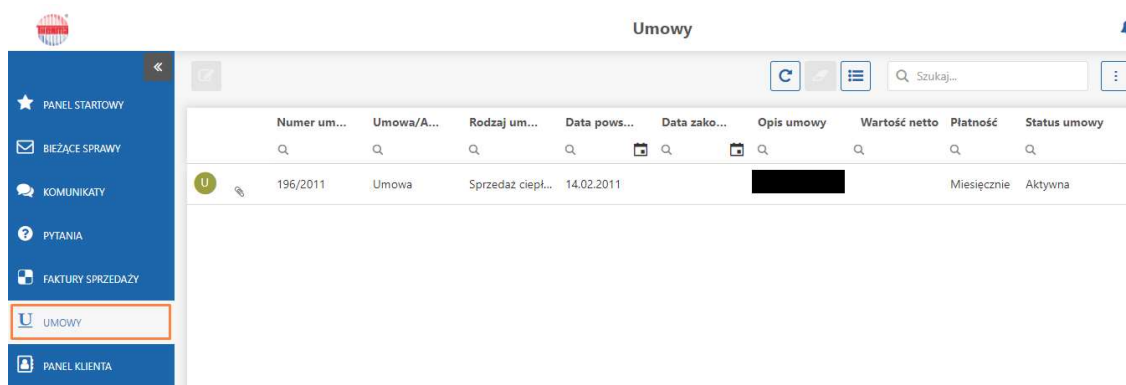 Umowy
PANEL STARTOWY
BIEŻĄCE SPRAWY
KOMUNIKATY
PYTANIA
FAKTURY SPRZEDAŻY
U UMOWY
PANEL KLIENTA
Szukaj...
Numer um... Umowa/A... Rodzaj um... Data pows... Data zako... Opis umowy Wartość netto Płatność Status umowy
U 196/2011 Umowa Sprzedaż ciepł... 14.02.2011 Miesięcznie Aktywna